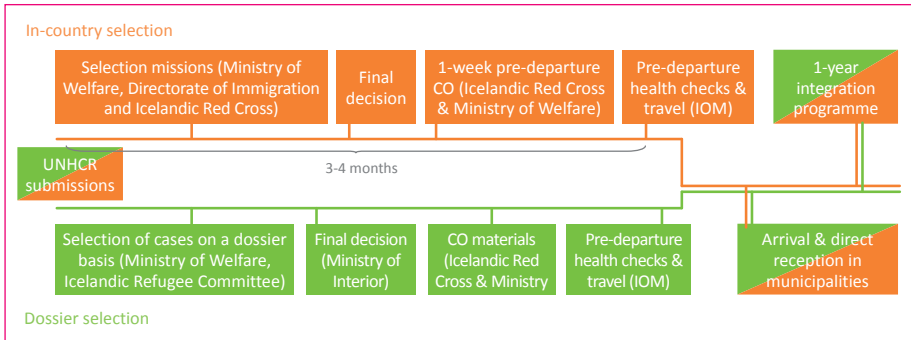 In-country selection
Selection missions (Ministry of
Welfare, Directorate of Immigration
and Icelandic Red Cross)
Final
decision
1-week pre-departure
CO (Icelandic Red Cross
& Ministry of Welfare)
Pre-departure
health checks &
travel (IOM)
1-year
integration
programme
3-4 months
UNHCR
submissions
Selection of cases on a dossier
basis (Ministry of Welfare,
Icelandic Refugee Committee)
Final decision
(Ministry of
Interior)
CO materials
(Icelandic Red
Cross & Ministry
Pre-departure
health checks &
travel (IOM)
Arrival & direct
reception in
municipalities
Dossier selection